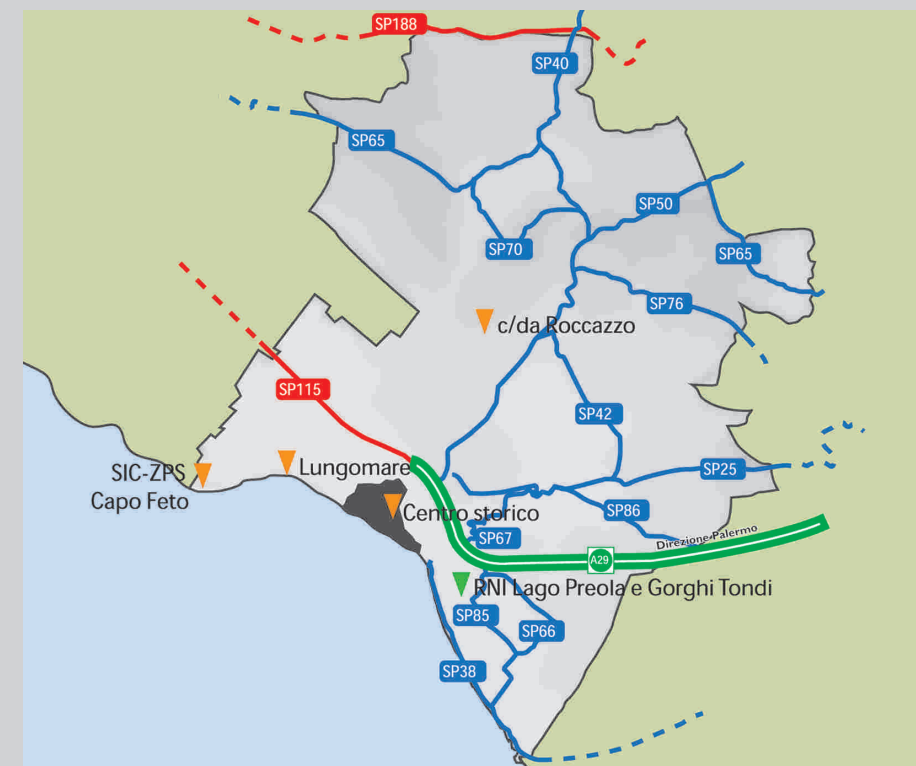 SP188
SP40
SP65
SP50
SP70
SP65
SP76
c/da Roccazzo
SP115
SP42
SIC-ZPS
Capo Feto
Lungomare
SP25
Centro storico
SP86
SP67
Direzione Palermo
A29
RNI Lago Preola e Gorghi Tondi
SP85
SP66
SP38